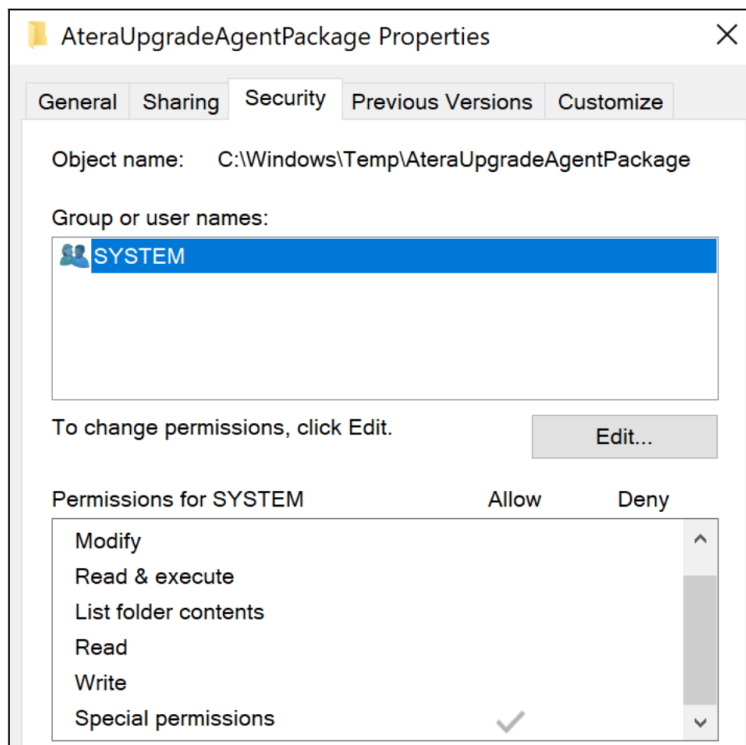 AteraUpgradeAgentPackage Properties
General Sharing Security Previous Versions Customize
Object name: C:\Windows\Temp\AteraUpgradeAgentPackage
Group or user names:
SYSTEM
To change permissions, click Edit.
Edit...
Permissions for SYSTEM Allow Deny
Modify
Read & execute
List folder contents
Read
Write
Special permissions